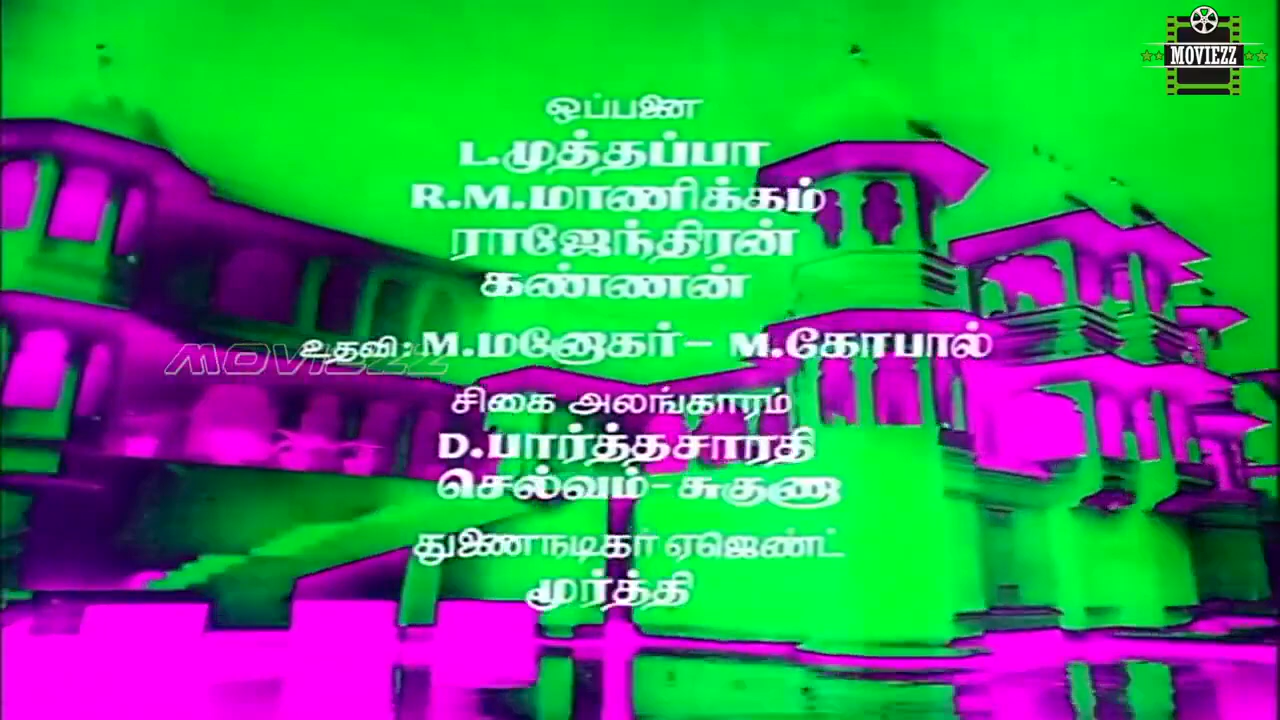 MOVIEZZ
ஒப்பனை
ட.முத்தப்பா
R.M.மாணிக்கம்
ராஜேந்திரன்
கண்ணன்
உதவி: M.மனோகர் - M.கோபால்
MOVIEZZ
சிகை அலங்காரம்
D.பார்த்தசாரதி
செல்வம் - சுகுணா
துணைநடிகர் ஏஜெண்ட்
மூர்த்தி